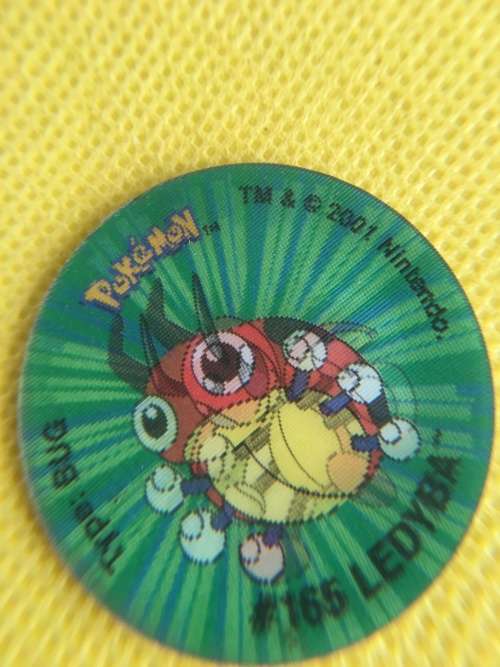 POKéMON™
TM & © 2001 Nintendo.
Type: BUG
#165 LEDYBA™